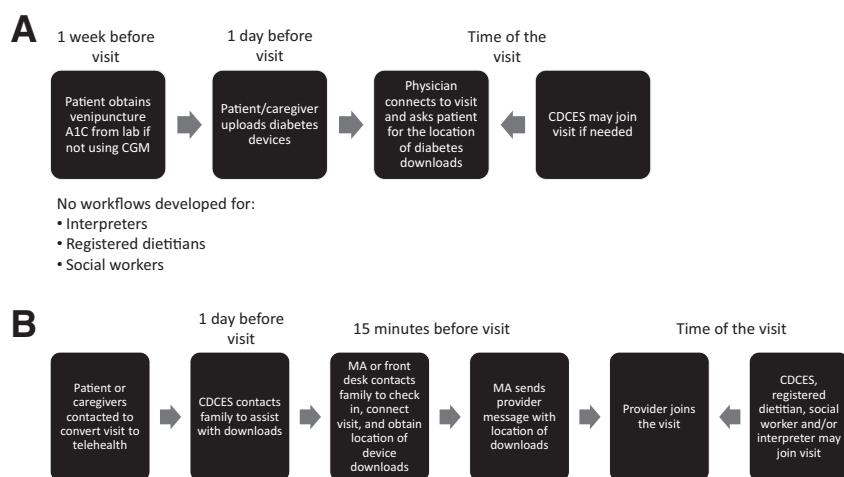 A
1 week before
visit
1 day before
visit
Time of the
visit
Patient obtains
venipuncture
A1C from lab if
not using CGM
Patient/caregiver
uploads diabetes
devices
Physician
connects to visit
and asks patient
for the location
of diabetes
downloads
CDCES may join
visit if needed
No workflows developed for:
• Interpreters
• Registered dietitians
• Social workers
B
1 day before
visit
15 minutes before visit
Time of the visit
Patient or
caregivers
contacted to
convert visit to
telehealth
CDCES contacts
family to assist
with downloads
MA or front
desk contacts
family to check
in, connect
visit, and obtain
location of
device
downloads
MA sends
provider
message with
location of
downloads
Provider joins
the visit
CDCES,
registered
dietitian, social
worker and/or
interpreter may
join visit